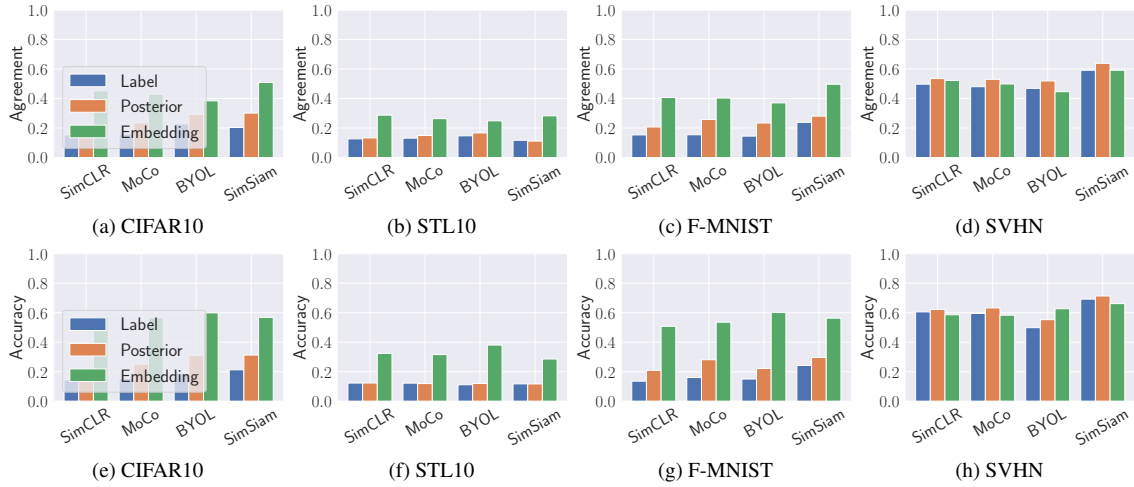 1.0 1.0 1.0 1.0
0.8 0.8 0.8 0.8
0.6 0.6 0.6 0.6
0.4 0.4 0.4 0.4
0.2 0.2 0.2 0.2
0.0 0.0 0.0 0.0
Agreement Agreement Agreement Agreement
Label
Posterior
Embedding
SimCLR MoCo BYOL SimSiam SimCLR MoCo BYOL SimSiam SimCLR MoCo BYOL SimSiam SimCLR MoCo BYOL SimSiam
(a) CIFAR10 (b) STL10 (c) F-MNIST (d) SVHN
1.0 1.0 1.0 1.0
0.8 0.8 0.8 0.8
0.6 0.6 0.6 0.6
0.4 0.4 0.4 0.4
0.2 0.2 0.2 0.2
0.0 0.0 0.0 0.0
Accuracy Accuracy Accuracy Accuracy
Label
Posterior
Embedding
SimCLR MoCo BYOL SimSiam SimCLR MoCo BYOL SimSiam SimCLR MoCo BYOL SimSiam SimCLR MoCo BYOL SimSiam
(e) CIFAR10 (f) STL10 (g) F-MNIST (h) SVHN